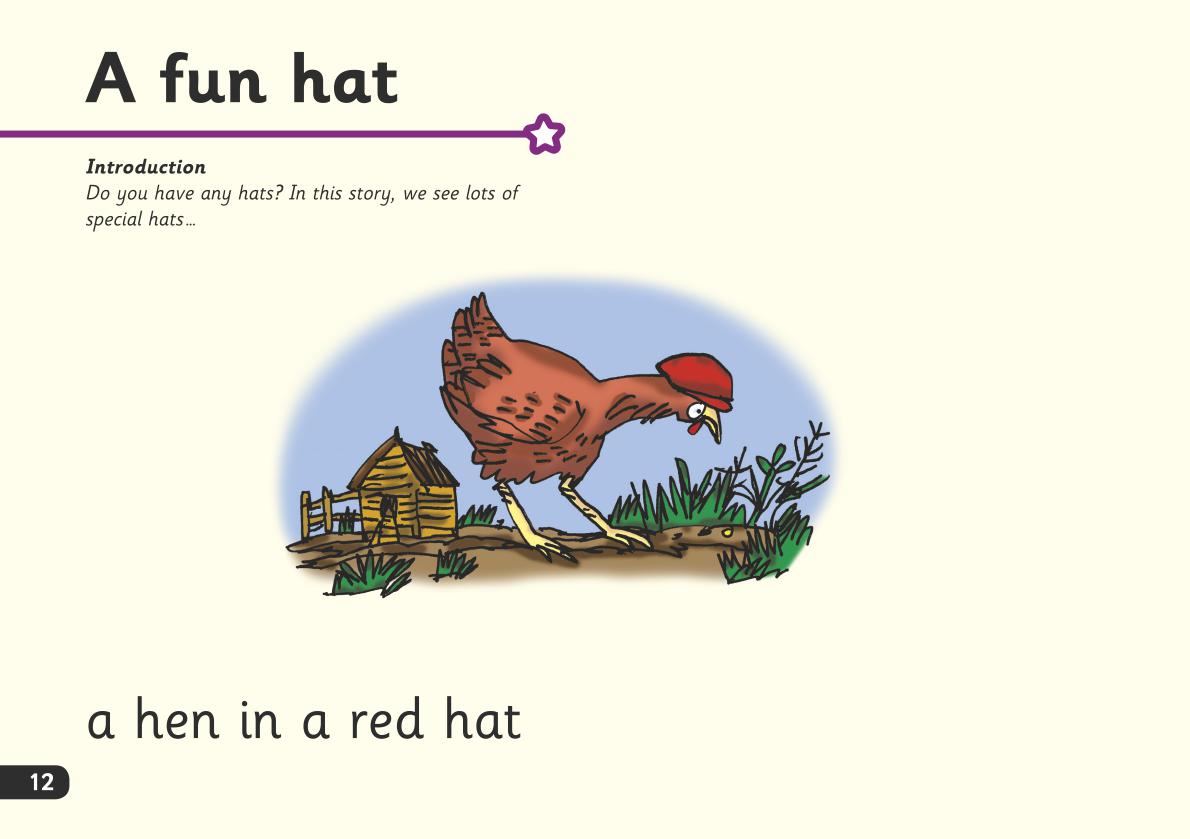 A fun hat
Introduction
Do you have any hats? In this story, we see lots of
special hats...
a hen in a red hat
12